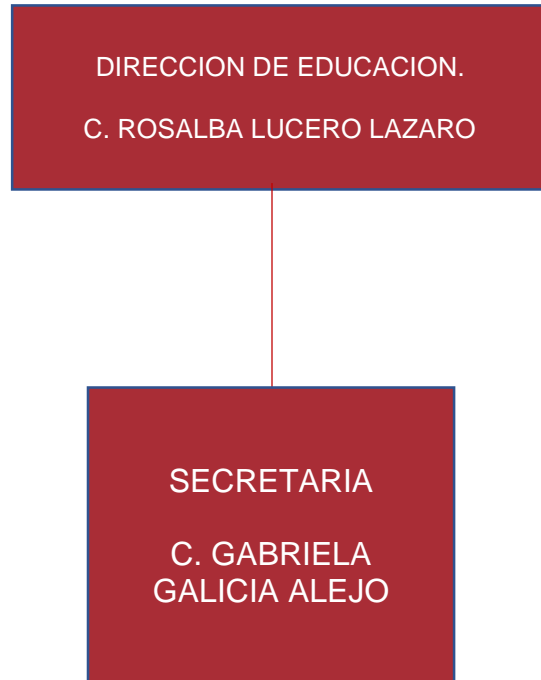 DIRECCION DE EDUCACION.
C. ROSALBA LUCERO LAZARO
SECRETARIA
C. GABRIELA
GALICIA ALEJO